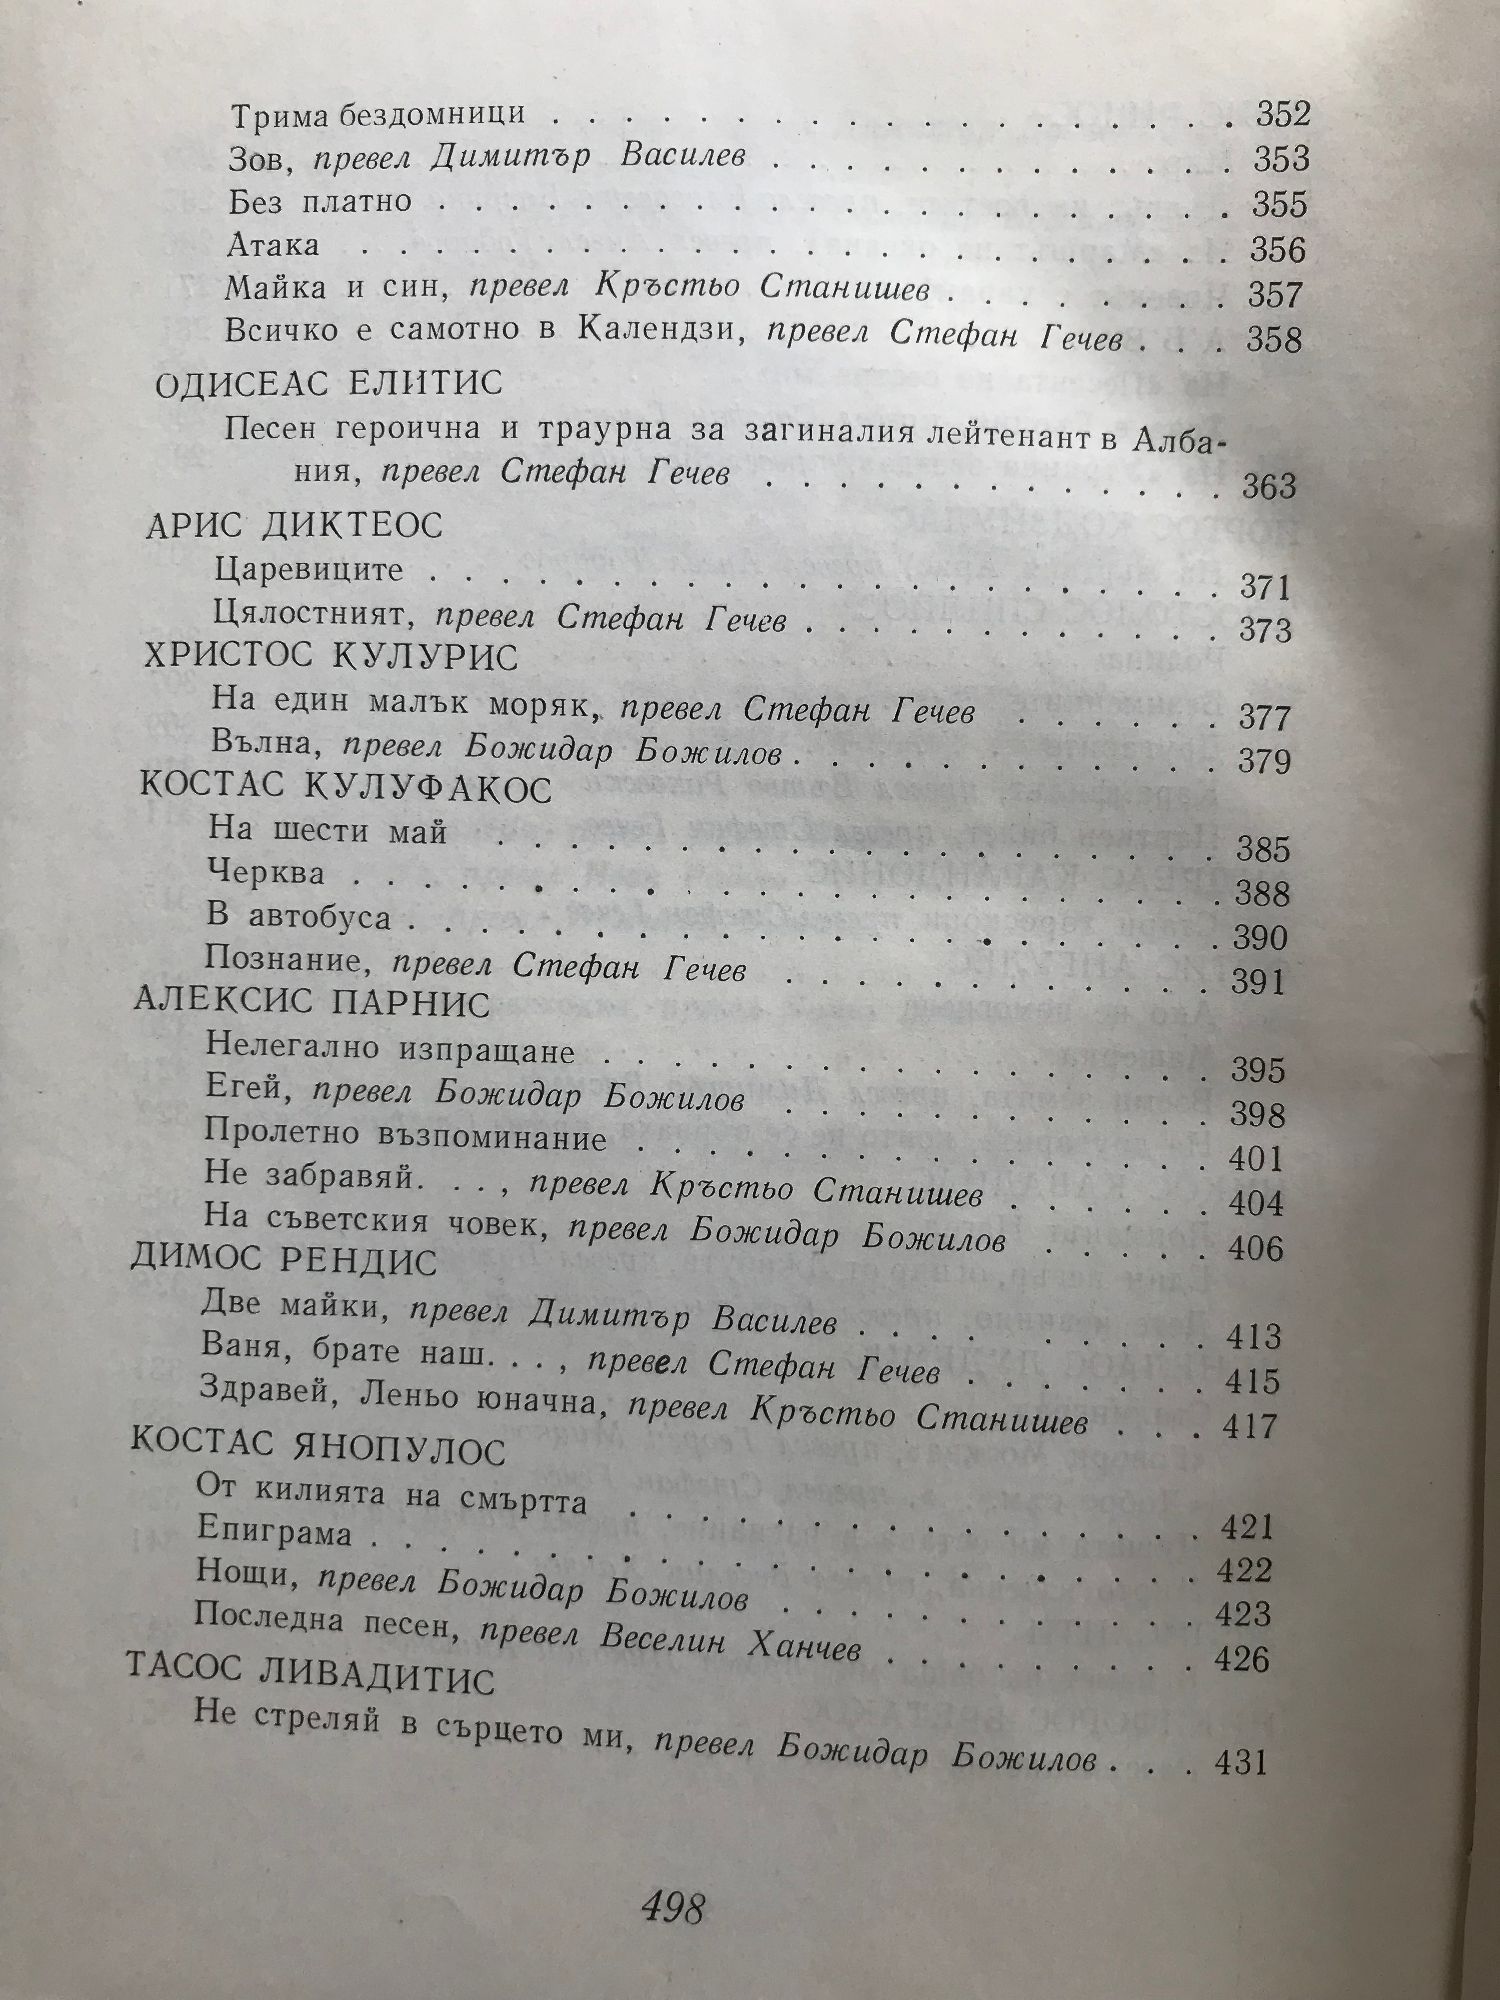 Трима бездомници . . . . . . . . . . . . . . . . . . . 352
Зов, превел Димитър Василев . . . . . . . . . . . . . 353
Без платно . . . . . . . . . . . . . . . . . . . . . . 355
Атака . . . . . . . . . . . . . . . . . . . . . . . . 356
Майка и син, превел Кръстьо Станишев . . . . . . . . 357
Всичко е самотно в Календзи, превел Стефан Гечев . . . 358
ОДИСЕАС ЕЛИТИС
Песен героична и траурна за загиналия лейтенант в Алба-
ния, превел Стефан Гечев . . . . . . . . . . . . . 363
АРИС ДИКТЕОС
Царевиците . . . . . . . . . . . . . . . . . . . . . . 371
Цялостният, превел Стефан Гечев . . . . . . . . . . . . 373
ХРИСТОС КУЛУРИС
На един малък моряк, превел Стефан Гечев . . . . . . 377
Вълна, превел Божидар Божилов . . . . . . . . . . . . 379
КОСТАС КУЛУФАКОС
На шести май . . . . . . . . . . . . . . . . . . . . 385
Черква . . . . . . . . . . . . . . . . . . . . . . . . 388
В автобуса . . . . . . . . . . . . . . . . . . . . . . 390
Познание, превел Стефан Гечев . . . . . . . . . . . . 391
АЛЕКСИС ПАРНИС
Нелегално изпращане . . . . . . . . . . . . . . . . . 395
Егей, превел Божидар Божилов . . . . . . . . . . . . 398
Пролетно възпоминание . . . . . . . . . . . . . . . . 401
Не забравяй. . ., превел Кръстьо Станишев . . . . . . 404
На съветския човек, превел Божидар Божилов . . . . . 406
ДИМОС РЕНДИС
Две майки, превел Димитър Василев . . . . . . . . . 413
Ваня, брате наш. . ., превел Стефан Гечев . . . . . . . 415
Здравей, Леньо юначна, превел Кръстьо Станишев . . . 417
КОСТАС ЯНОПУЛОС
От килията на смъртта . . . . . . . . . . . . . . . . 421
Епиграма . . . . . . . . . . . . . . . . . . . . . . . 422
Нощи, превел Божидар Божилов . . . . . . . . . . . . 423
Последна песен, превел Веселин Ханчев . . . . . . . . . 426
ТАСОС ЛИВАДИТИС
Не стреляй в сърцето ми, превел Божидар Божилов . . . 431
498